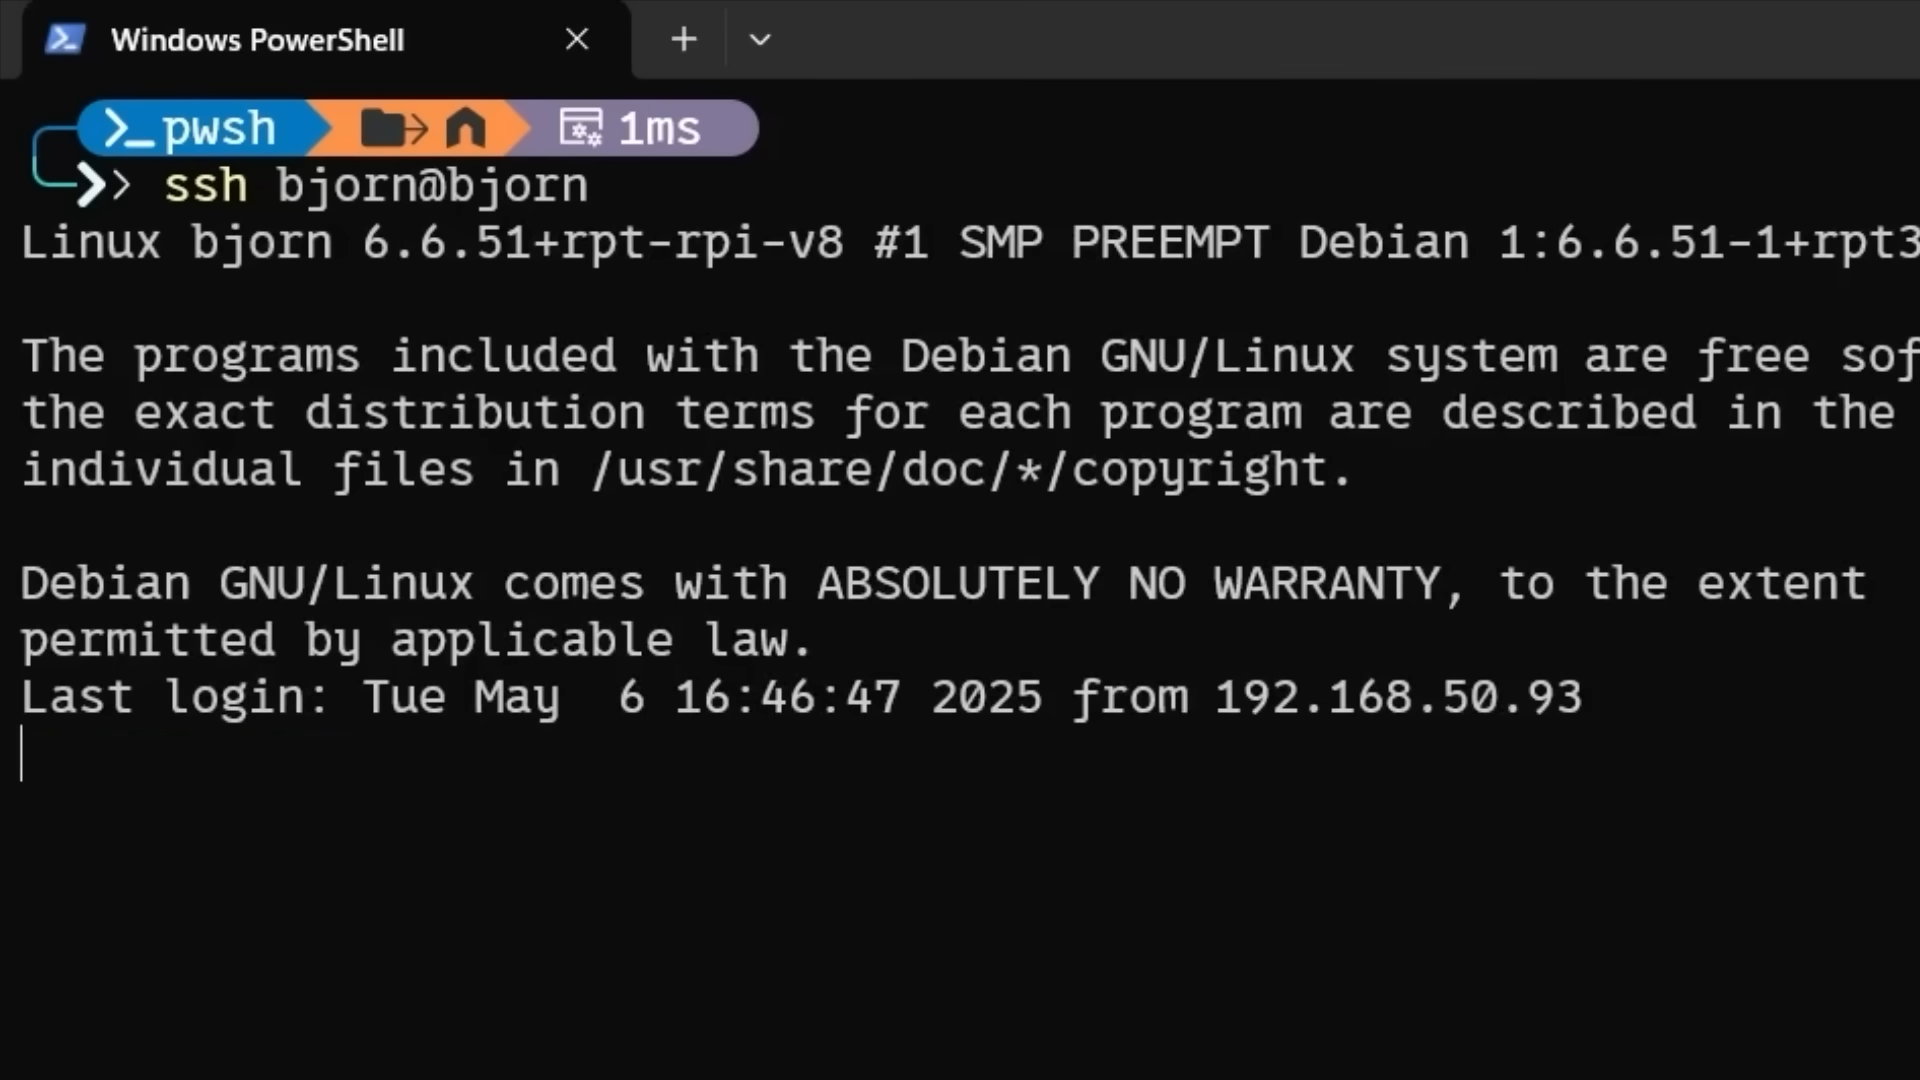 Windows PowerShell
pwsh 1ms
ssh bjorn@bjorn
Linux bjorn 6.6.51+rpt-rpi-v8 #1 SMP PREEMPT Debian 1:6.6.51-1+rpt3
The programs included with the Debian GNU/Linux system are free sof
the exact distribution terms for each program are described in the
individual files in /usr/share/doc/*/copyright.
Debian GNU/Linux comes with ABSOLUTELY NO WARRANTY, to the extent
permitted by applicable law.
Last login: Tue May  6 16:46:47 2025 from 192.168.50.93